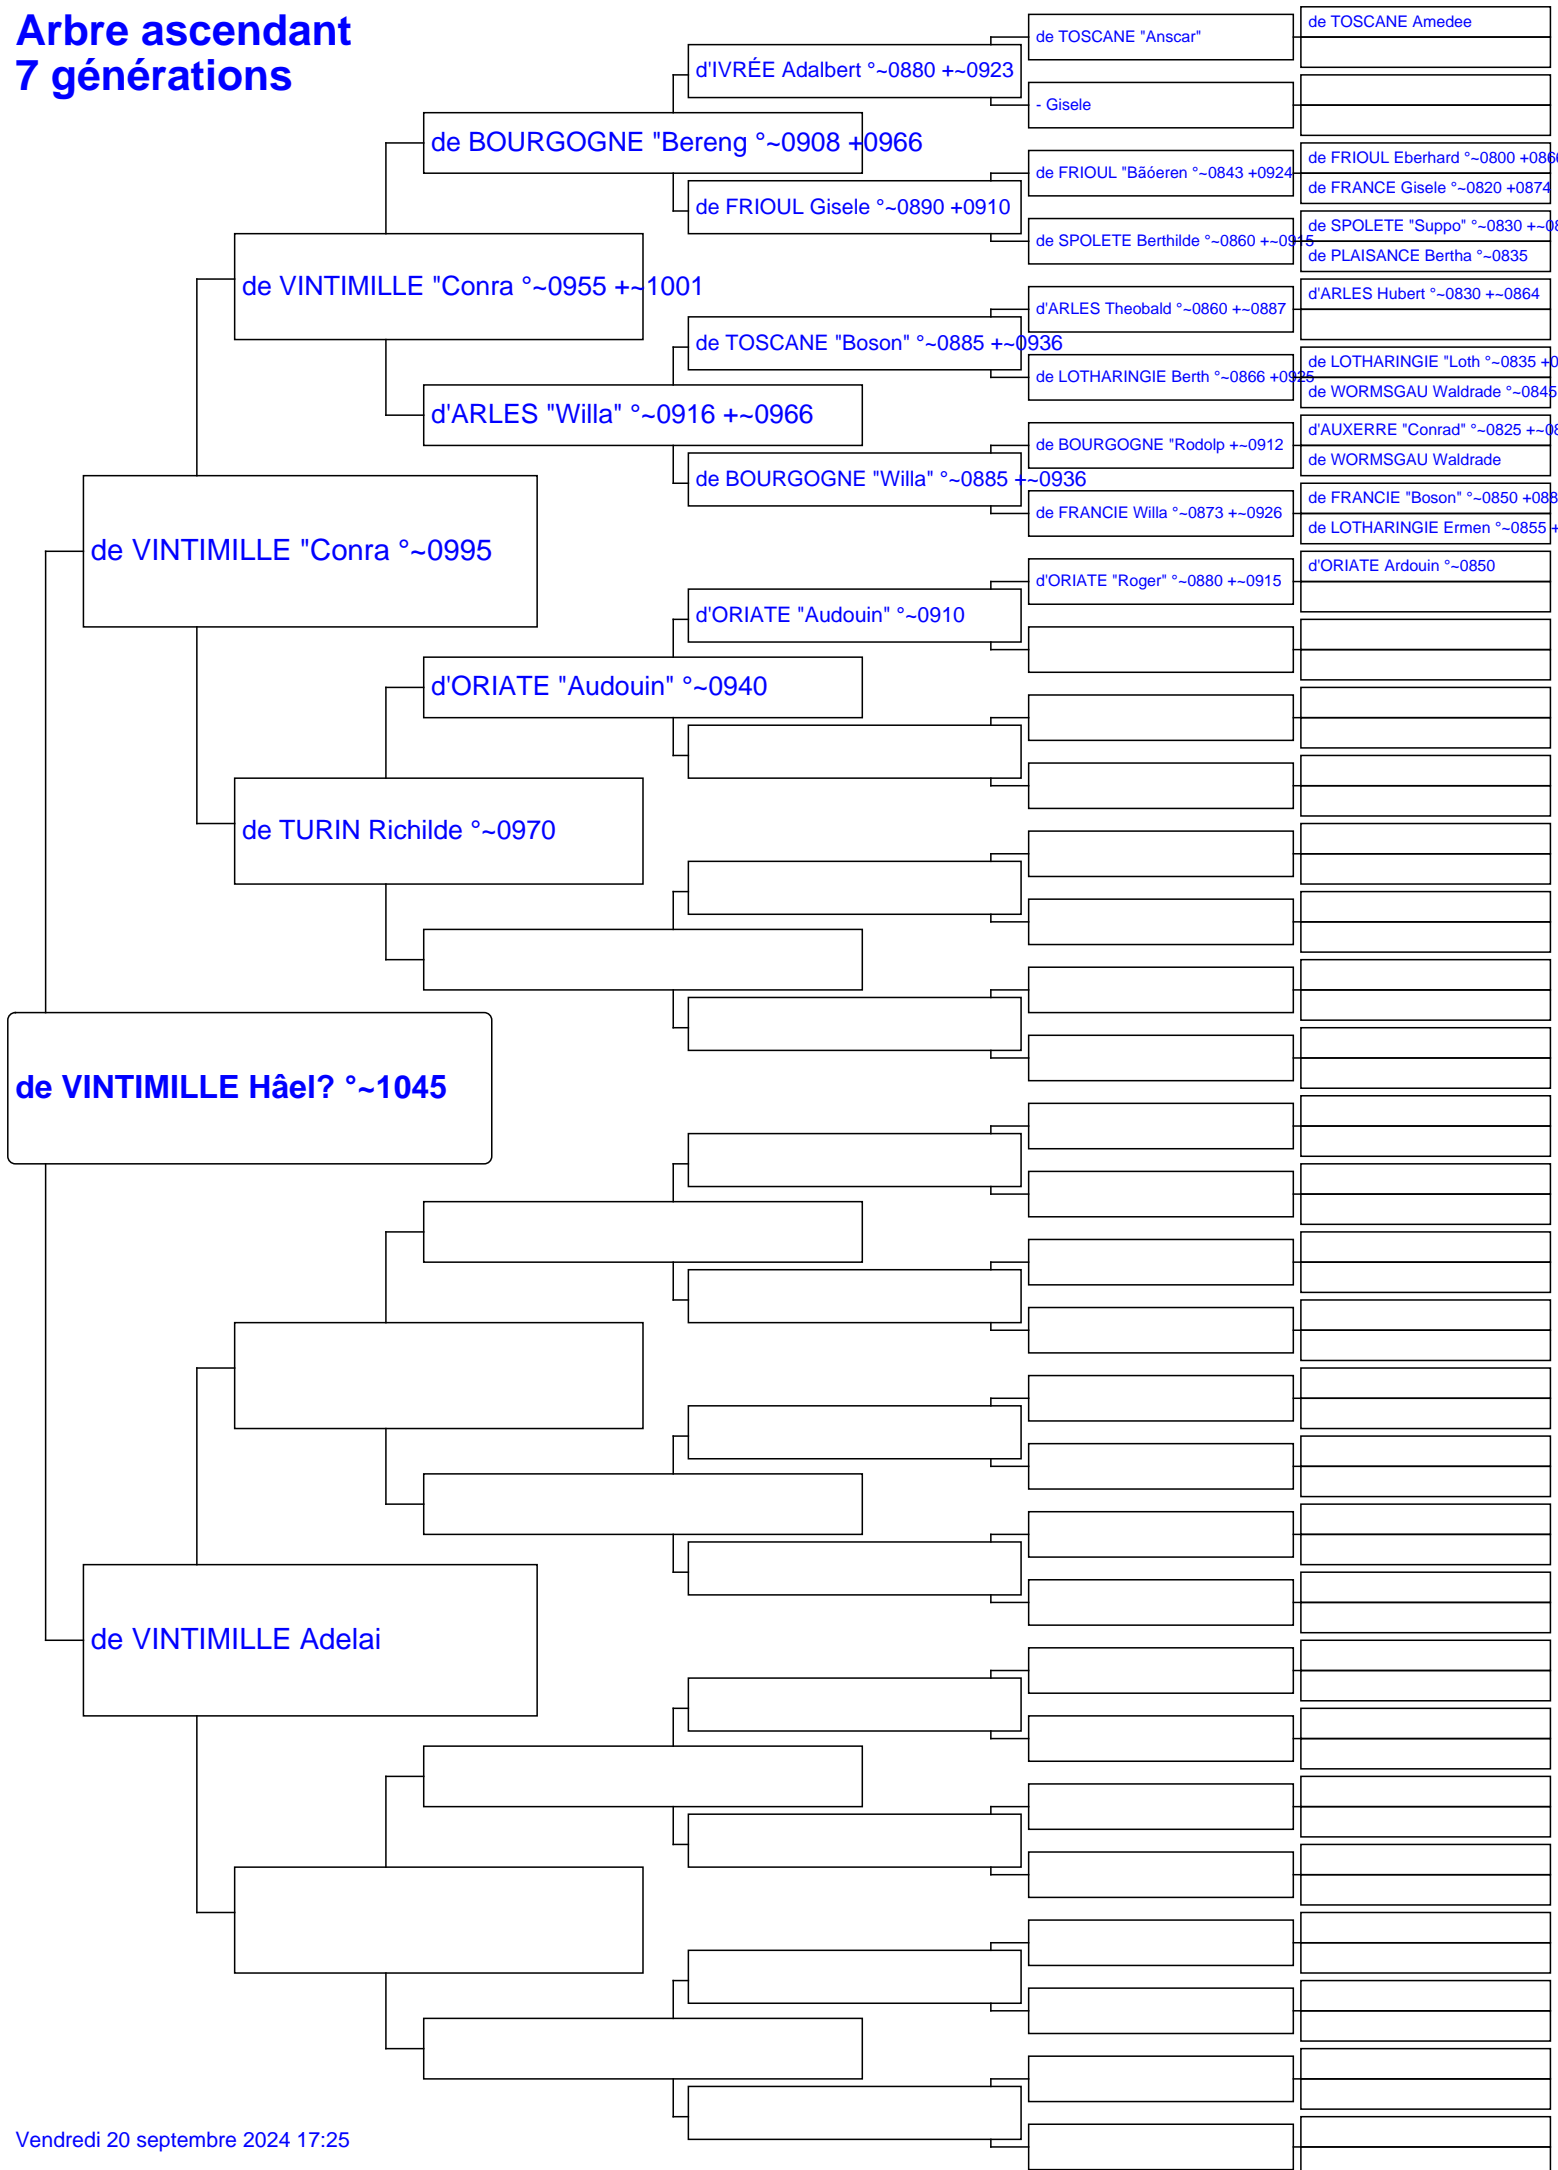 Arbre ascendant
7 générations
de TOSCANE Amedee
de TOSCANE "Anscar"
d'IVRÉE Adalbert °~0880 +~0923
- Gisele
de BOURGOGNE "Bereng °~0908 +0966
de FRIOUL Eberhard °~0800 +086
de FRIOUL "Bãóeren °~0843 +0924
de FRANCE Gisele °~0820 +0874
de FRIOUL Gisele °~0890 +0910
de SPOLETE "Suppo" °~0830 +~08
de SPOLETE Berthilde °~0860 +~0915
de PLAISANCE Bertha °~0835
de VINTIMILLE "Conra °~0955 +~1001
d'ARLES Hubert °~0830 +~0864
d'ARLES Theobald °~0860 +~0887
de TOSCANE "Boson" °~0885 +~0936
de LOTHARINGIE "Loth °~0835 +0
de LOTHARINGIE Berth °~0866 +0925
de WORMSGAU Waldrade °~0845
d'ARLES "Willa" °~0916 +~0966
d'AUXERRE "Conrad" °~0825 +~08
de BOURGOGNE "Rodolp +~0912
de WORMSGAU Waldrade
de BOURGOGNE "Willa" °~0885 +~0936
de FRANCIE "Boson" °~0850 +088
de FRANCIE Willa °~0873 +~0926
de LOTHARINGIE Ermen °~0855 +
de VINTIMILLE "Conra °~0995
d'ORIATE Ardouin °~0850
d'ORIATE "Roger" °~0880 +~0915
d'ORIATE "Audouin" °~0910
d'ORIATE "Audouin" °~0940
de TURIN Richilde °~0970
de VINTIMILLE Hâel? °~1045
de VINTIMILLE Adelai
Vendredi 20 septembre 2024 17:25